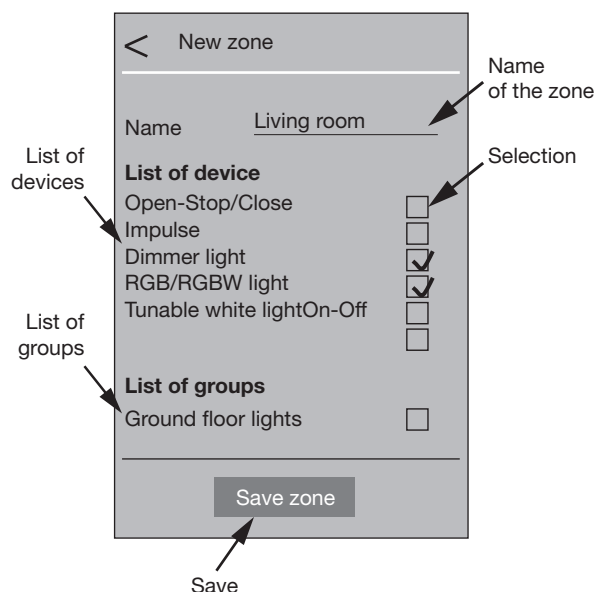 < New zone
Name
of the zone
Name Living room
List of
devices
List of device
Selection
Open-Stop/Close
Impulse
Dimmer light
RGB/RGBW light
Tunable white lightOn-Off
List of
groups
List of groups
Ground floor lights
Save zone
Save